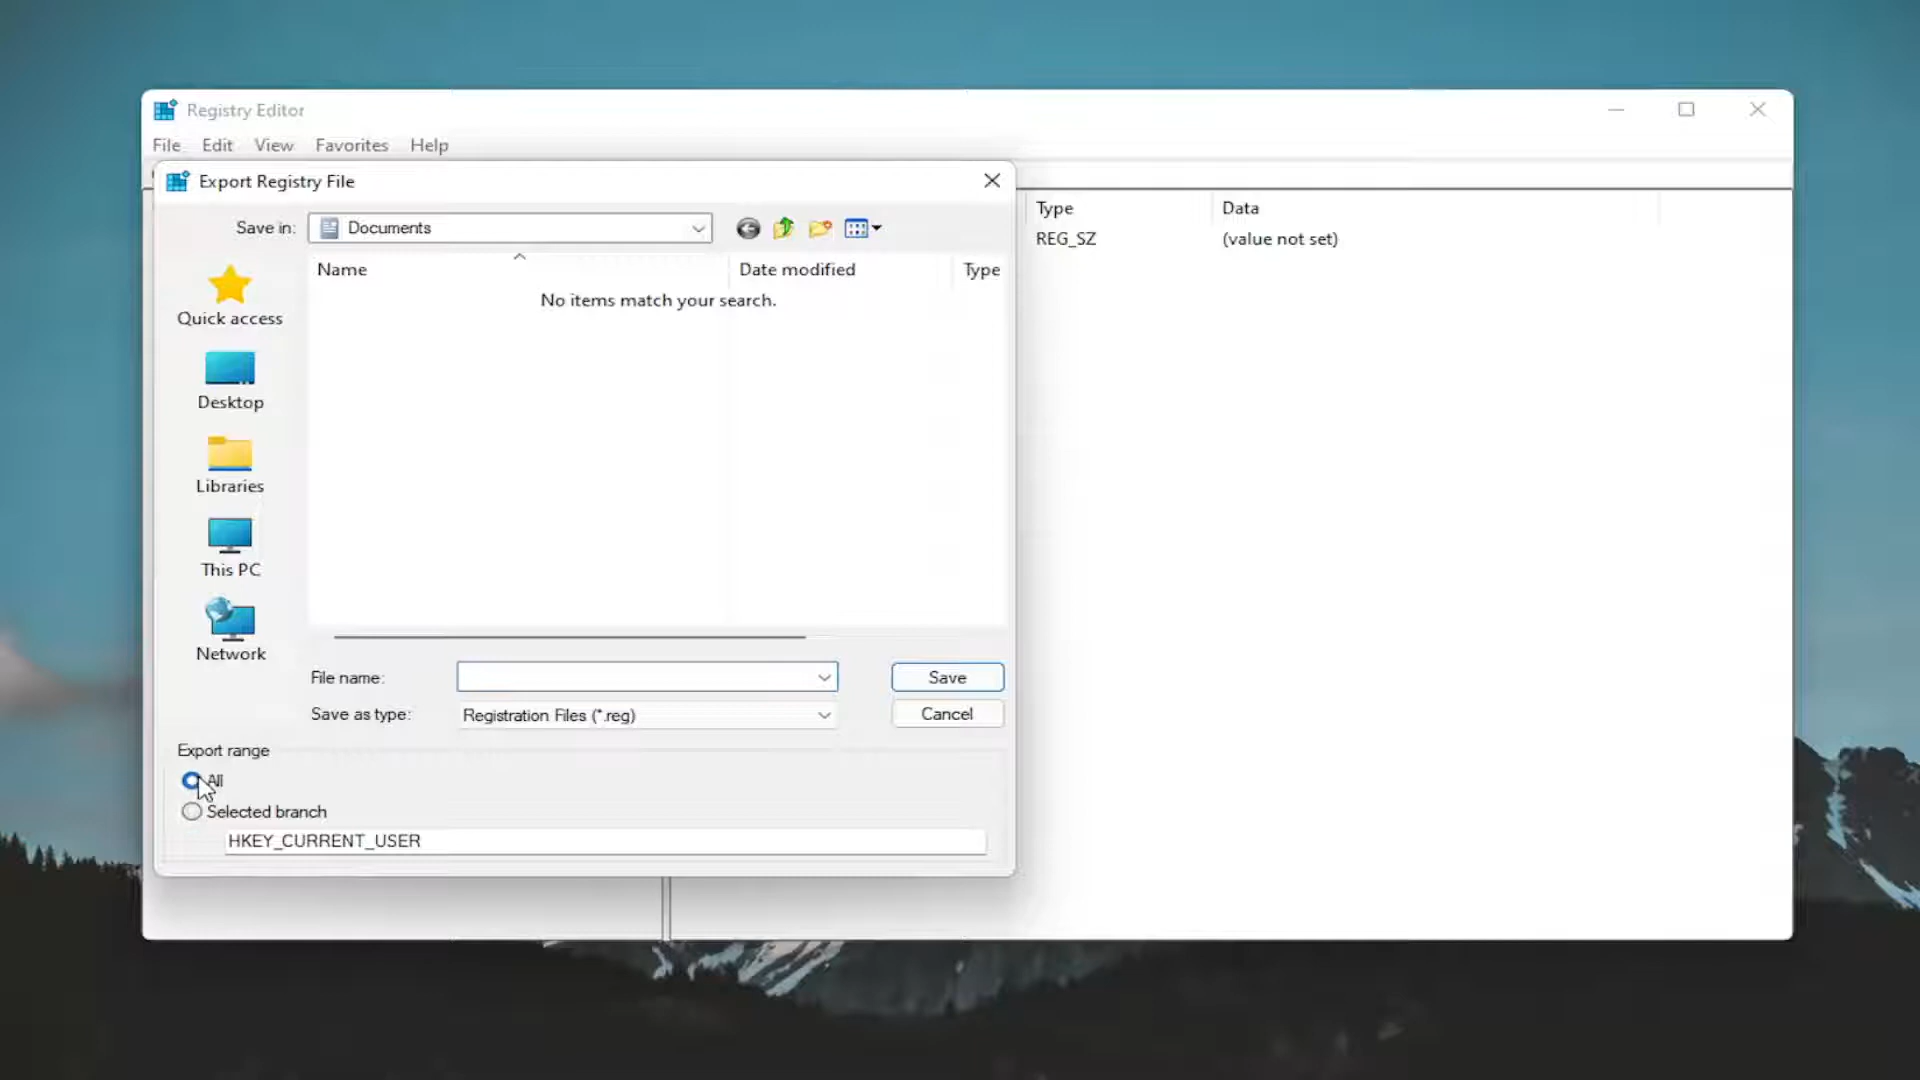 Registry Editor
File Edit View Favorites Help
Export Registry File
Save in: Documents
Type Data
REG_SZ (value not set)
Name Date modified Type
No items match your search.
Quick access
Desktop
Libraries
This PC
Network
File name: Save
Save as type: Registration Files (*.reg) Cancel
Export range
All
Selected branch
HKEY_CURRENT_USER